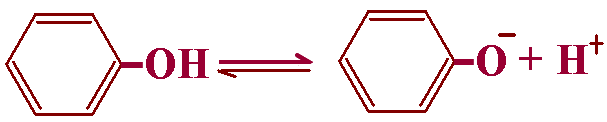 OH ⇌ O⁻ + H⁺